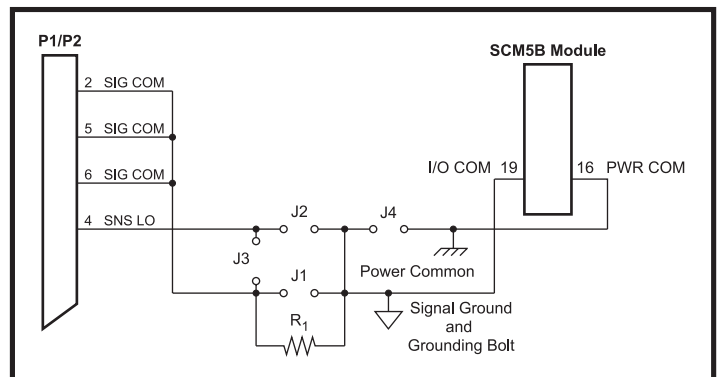 P1/P2
SCM5B Module
2 SIG COM
5 SIG COM
6 SIG COM
4 SNS LO
I/O COM 19
16 PWR COM
J2
J4
J3
J1
Power Common
R1
Signal Ground
and
Grounding Bolt